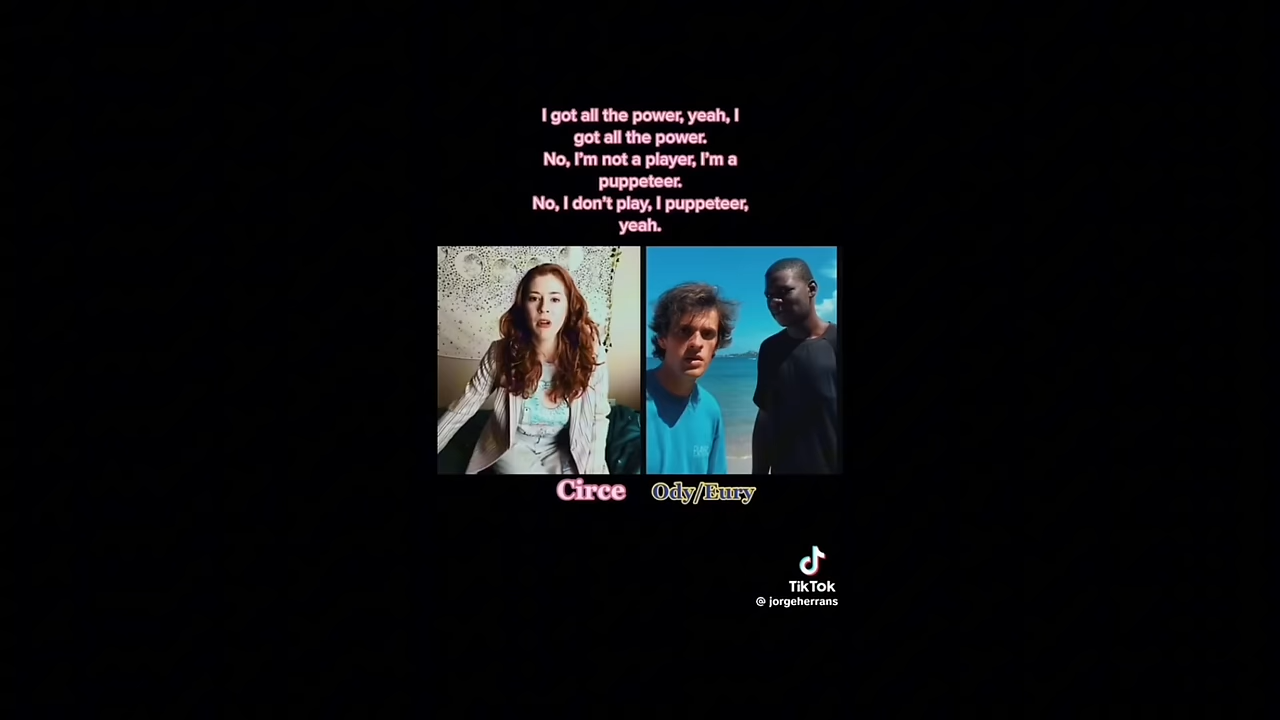 I got all the power, yeah, I
got all the power.
No, I'm not a player, I'm a
puppeteer.
No, I don't play, I puppeteer,
yeah.
Circe
Ody/Eury
TikTok
@ jorgeherrans